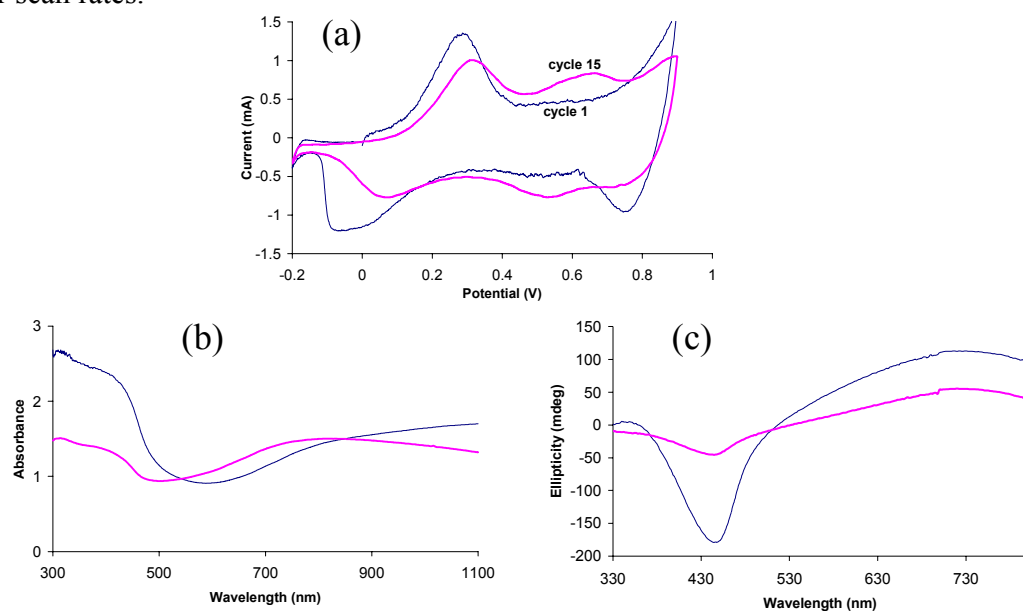 scan rates.
(a)
1.5
1
0.5
0
-0.5
-1
-1.5
Current (mA)
cycle 15
cycle 1
-0.2 0 0.2 0.4 0.6 0.8 1
Potential (V)
(b)
3
2
1
0
Absorbance
300 500 700 900 1100
Wavelength (nm)
(c)
150
100
50
0
-50
-100
-150
-200
Ellipticity (mdeg)
330 430 530 630 730
Wavelength (nm)